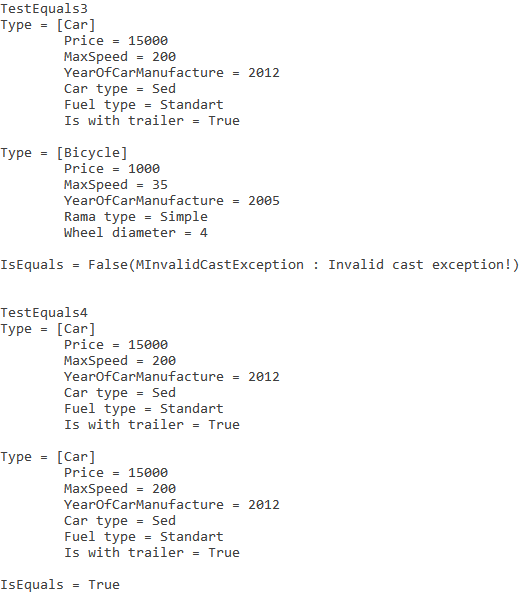 TestEquals3
Type = [Car]
Price = 15000
MaxSpeed = 200
YearOfCarManufacture = 2012
Car type = Sed
Fuel type = Standart
Is with trailer = True
Type = [Bicycle]
Price = 1000
MaxSpeed = 35
YearOfCarManufacture = 2005
Rama type = Simple
Wheel diameter = 4
IsEquals = False(MInvalidCastException : Invalid cast exception!)
TestEquals4
Type = [Car]
Price = 15000
MaxSpeed = 200
YearOfCarManufacture = 2012
Car type = Sed
Fuel type = Standart
Is with trailer = True
Type = [Car]
Price = 15000
MaxSpeed = 200
YearOfCarManufacture = 2012
Car type = Sed
Fuel type = Standart
Is with trailer = True
IsEquals = True